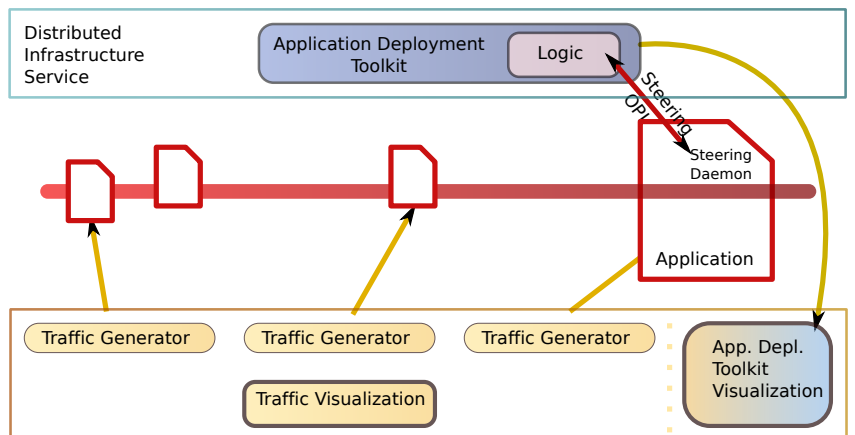 Distributed
Infrastructure
Service
Application Deployment
Toolkit
Logic
Steering
OPI
Steering
Daemon
Application
Traffic Generator
Traffic Generator
Traffic Generator
Traffic Visualization
App. Depl.
Toolkit
Visualization